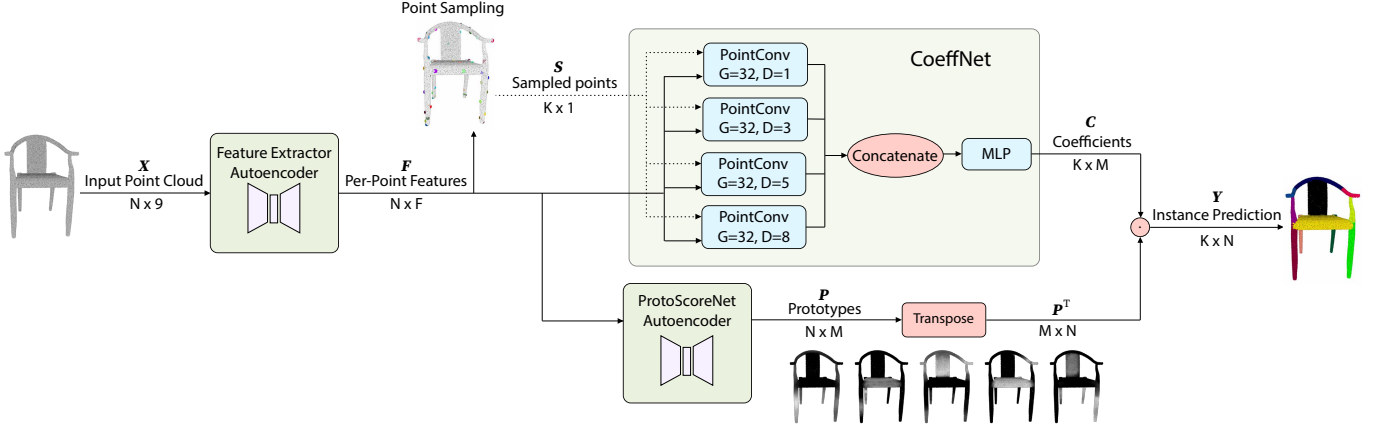 Point Sampling
X
Input Point Cloud
N x 9
Feature Extractor
Autoencoder
F
Per-Point Features
N x F
S
Sampled points
K x 1
CoeffNet
PointConv
G=32, D=1
PointConv
G=32, D=3
PointConv
G=32, D=5
PointConv
G=32, D=8
Concatenate
MLP
C
Coefficients
K x M
Y
Instance Prediction
K x N
ProtoScoreNet
Autoencoder
P
Prototypes
N x M
Transpose
P^T
M x N